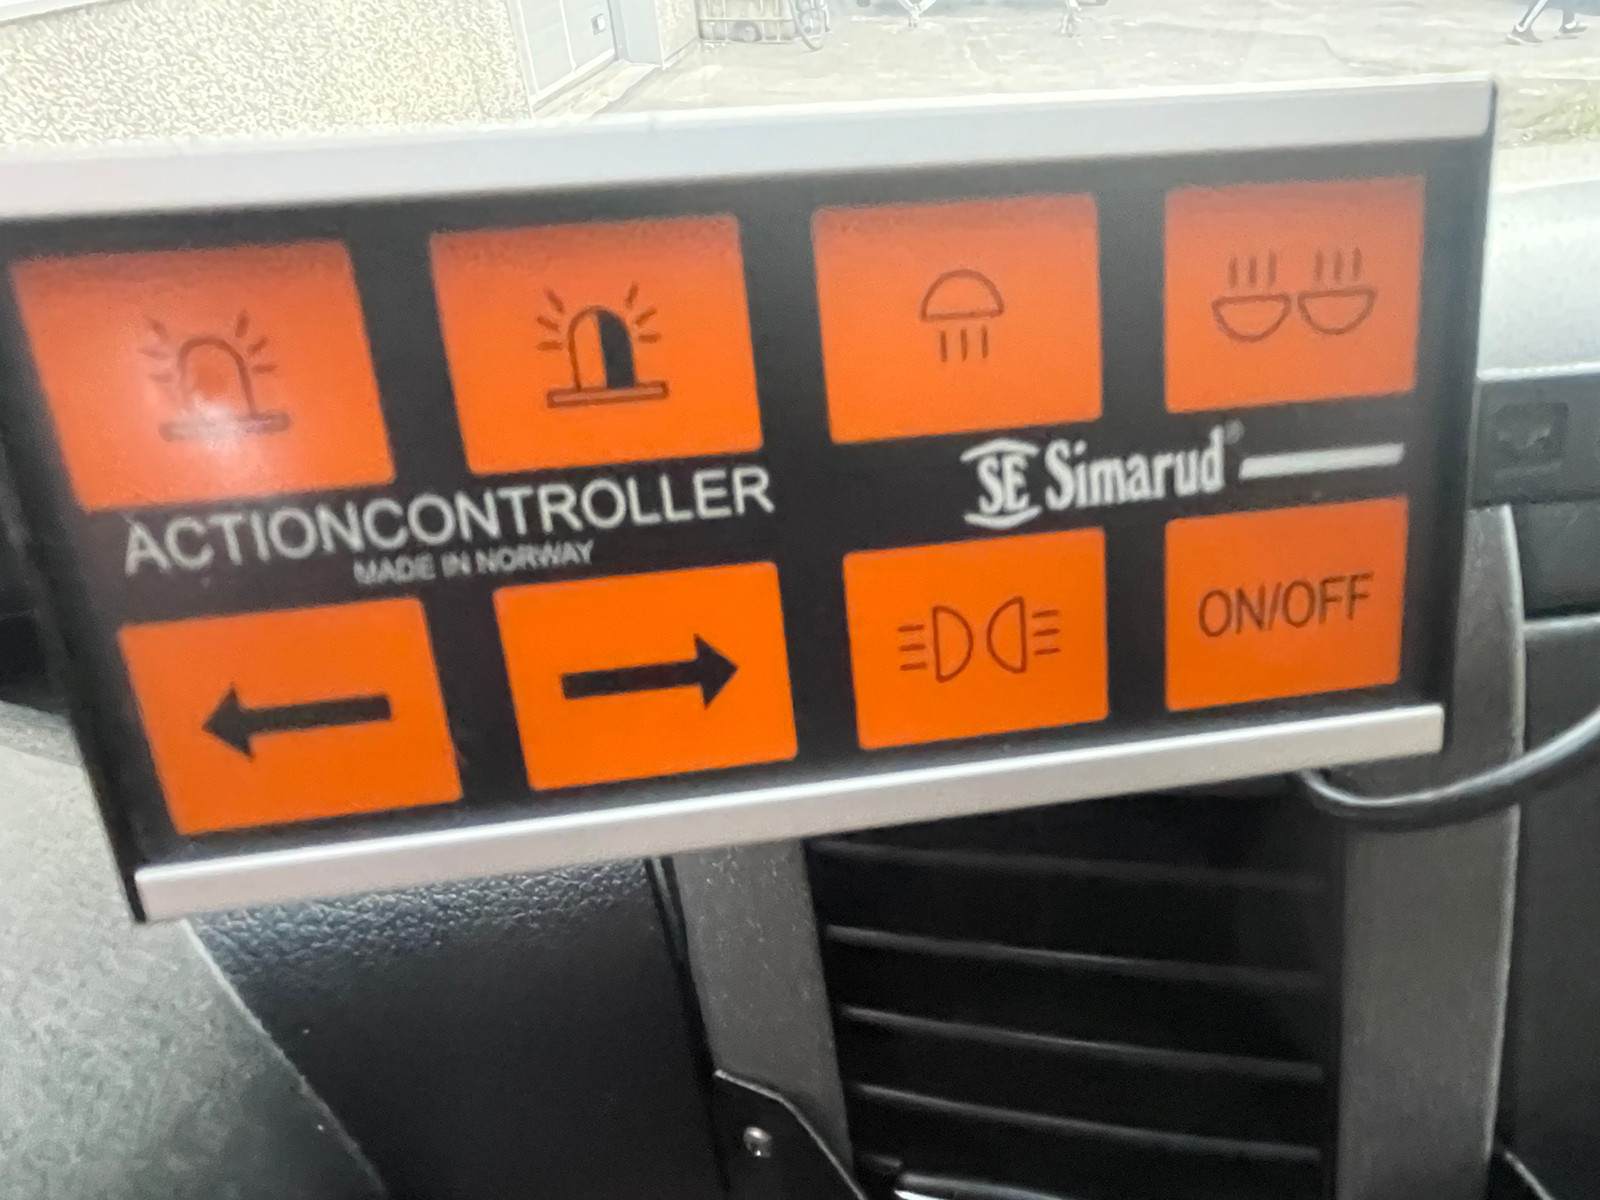 ACTIONCONTROLLER
MADE IN NORWAY
SE Simarud®
ON/OFF